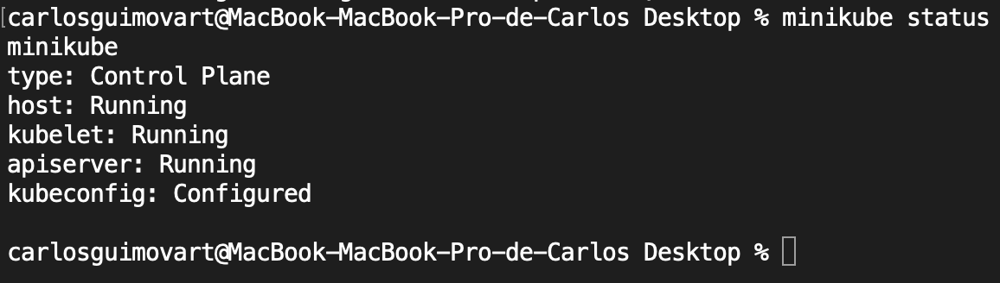 [carlosguimovart@MacBook-MacBook-Pro-de-Carlos Desktop % minikube status
minikube
type: Control Plane
host: Running
kubelet: Running
apiserver: Running
kubeconfig: Configured
carlosguimovart@MacBook-MacBook-Pro-de-Carlos Desktop %